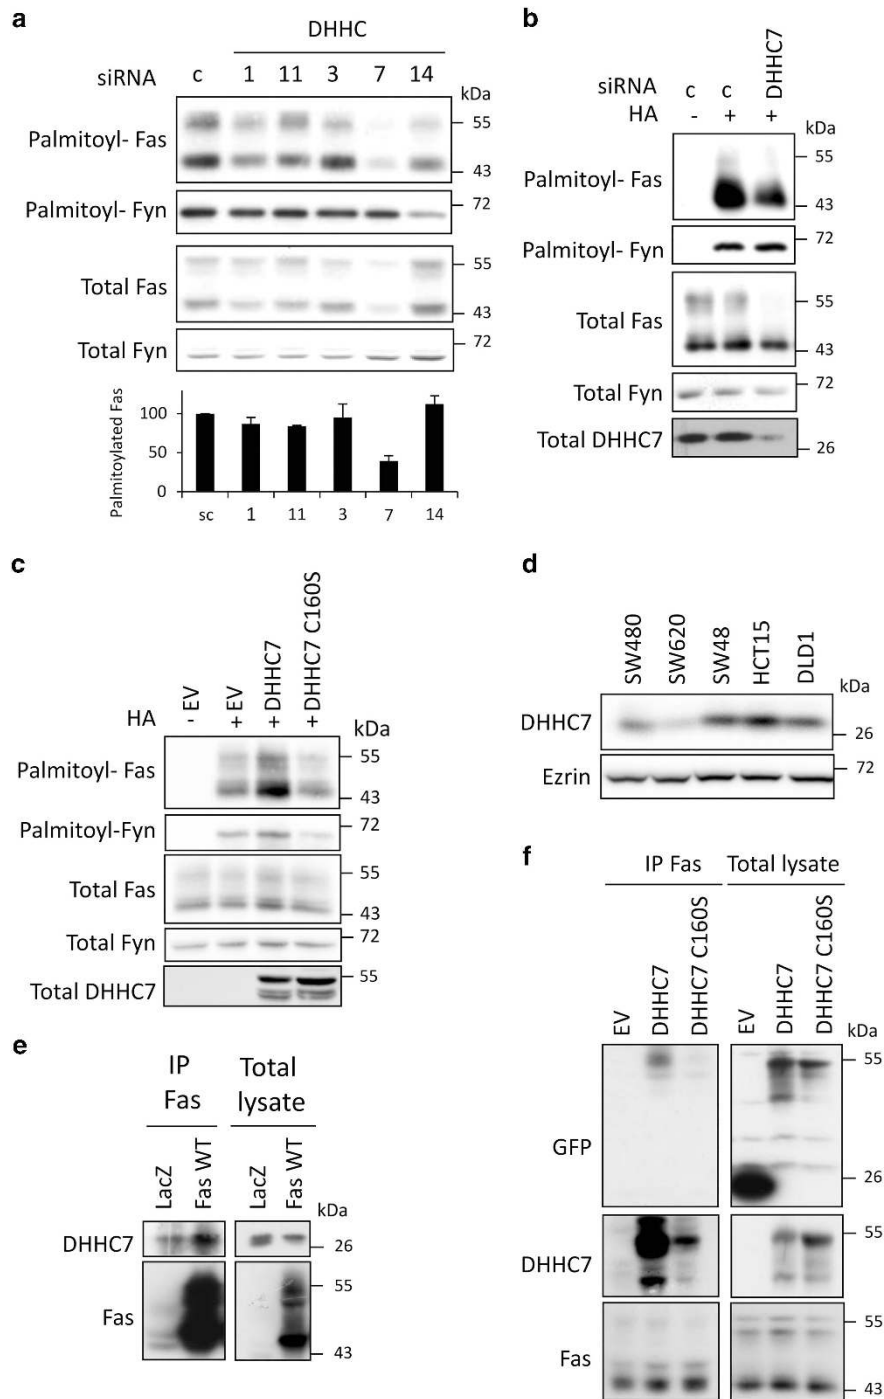 a
DHHC
siRNA c 1 11 3 7 14
kDa
Palmitoyl- Fas
55
43
Palmitoyl- Fyn
72
Total Fas
55
43
Total Fyn
72
Palmitoylated Fas
100
50
0
sc 1 11 3 7 14
b
siRNA c c DHHC7
HA - + +
kDa
Palmitoyl- Fas
55
43
Palmitoyl- Fyn
72
Total Fas
55
43
Total Fyn
72
Total DHHC7
26
c
EV EV DHHC7 DHHC7 C160S
HA - + + +
kDa
Palmitoyl- Fas
55
43
Palmitoyl-Fyn
72
Total Fas
55
43
Total Fyn
72
Total DHHC7
55
d
SW480 SW620 SW48 HCT15 DLD1
kDa
DHHC7
26
Ezrin
72
e
IP Fas
Total lysate
LacZ Fas WT LacZ Fas WT
kDa
DHHC7
26
Fas
55
43
f
IP Fas Total lysate
EV DHHC7 DHHC7 C160S EV DHHC7 DHHC7 C160S
kDa
GFP
55
26
DHHC7
55
Fas
55
43